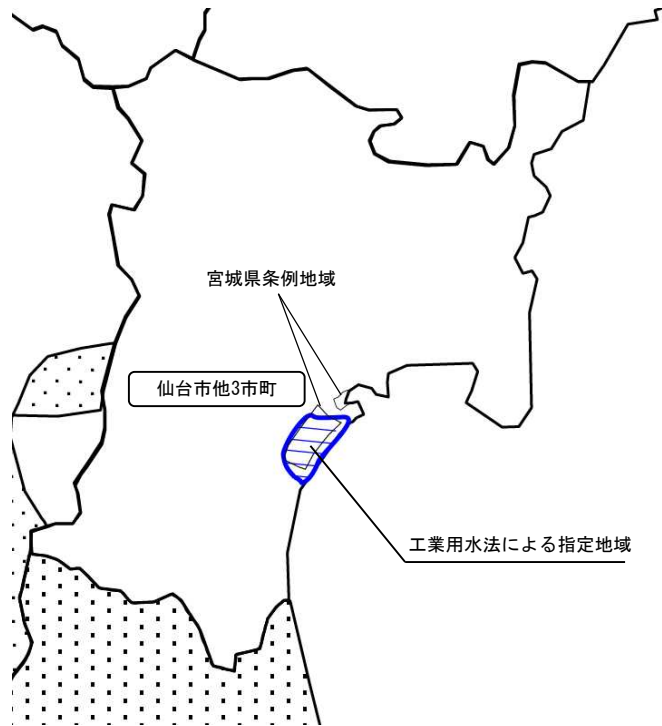 宮城県条例地域
仙台市他3市町
工業用水法による指定地域